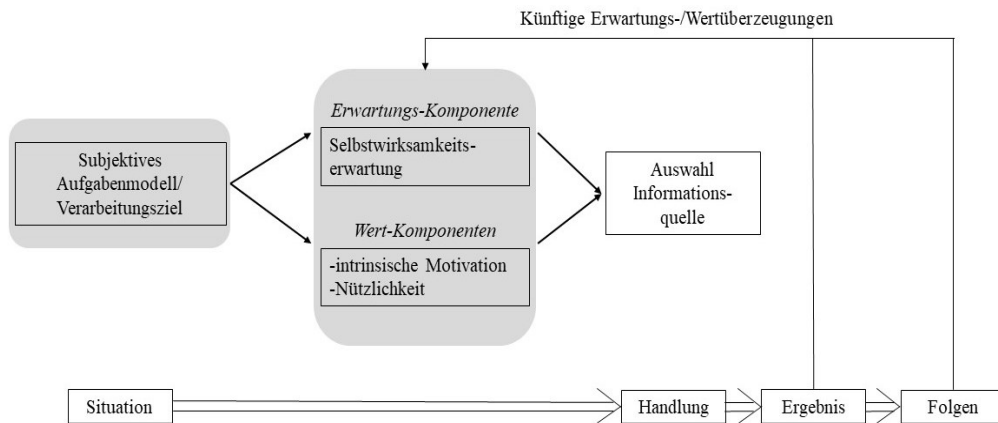 Künftige Erwartungs-/Wertüberzeugungen
Erwartungs-Komponente
Selbstwirksamkeits-
erwartung
Subjektives
Aufgabenmodell/
Verarbeitungsziel
Auswahl
Informations-
quelle
Wert-Komponenten
-intrinsische Motivation
-Nützlichkeit
Situation
Handlung
Ergebnis
Folgen